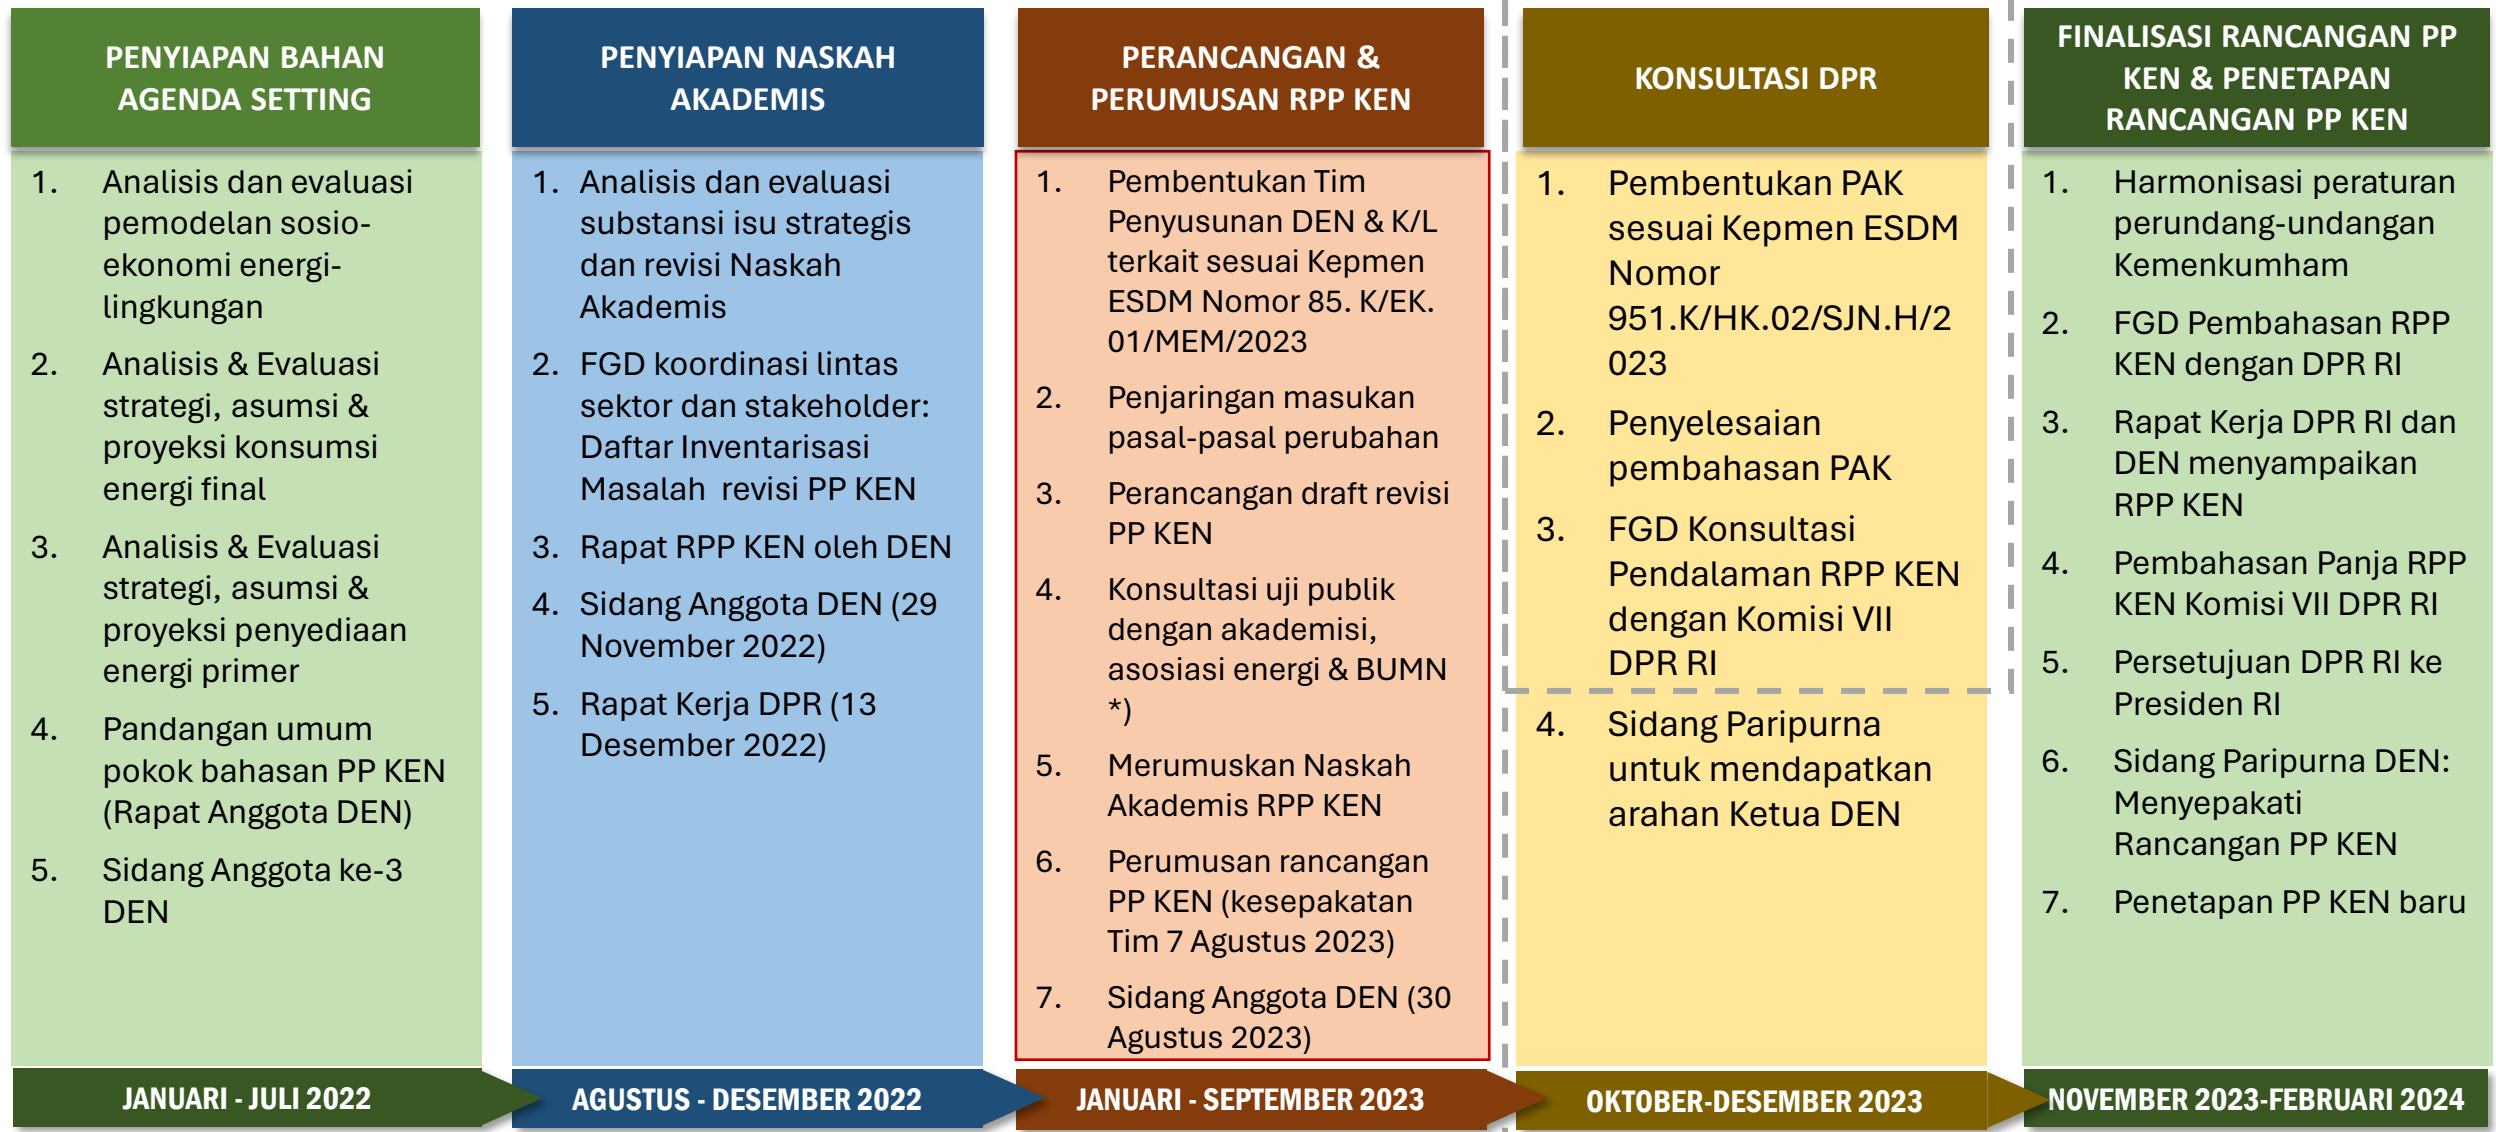 PENYIAPAN BAHAN
AGENDA SETTING
1. Analisis dan evaluasi
pemodelan sosio-
ekonomi energi-
lingkungan
2. Analisis & Evaluasi
strategi, asumsi &
proyeksi konsumsi
energi final
3. Analisis & Evaluasi
strategi, asumsi &
proyeksi penyediaan
energi primer
4. Pandangan umum
pokok bahasan PP KEN
(Rapat Anggota DEN)
5. Sidang Anggota ke-3
DEN
JANUARI - JULI 2022
PENYIAPAN NASKAH
AKADEMIS
1. Analisis dan evaluasi
substansi isu strategis
dan revisi Naskah
Akademis
2. FGD koordinasi lintas
sektor dan stakeholder:
Daftar Inventarisasi
Masalah revisi PP KEN
3. Rapat RPP KEN oleh DEN
4. Sidang Anggota DEN (29
November 2022)
5. Rapat Kerja DPR (13
Desember 2022)
AGUSTUS - DESEMBER 2022
PERANCANGAN &
PERUMUSAN RPP KEN
1. Pembentukan Tim
Penyusunan DEN & K/L
terkait sesuai Kepmen
ESDM Nomor 85. K/EK.
01/MEM/2023
2. Penjaringan masukan
pasal-pasal perubahan
3. Perancangan draft revisi
PP KEN
4. Konsultasi uji publik
dengan akademisi,
asosiasi energi & BUMN
*)
5. Merumuskan Naskah
Akademis RPP KEN
6. Perumusan rancangan
PP KEN (kesepakatan
Tim 7 Agustus 2023)
7. Sidang Anggota DEN (30
Agustus 2023)
JANUARI - SEPTEMBER 2023
KONSULTASI DPR
1. Pembentukan PAK
sesuai Kepmen ESDM
Nomor
951.K/HK.02/SJN.H/2
023
2. Penyelesaian
pembahasan PAK
3. FGD Konsultasi
Pendalaman RPP KEN
dengan Komisi VII
DPR RI
4. Sidang Paripurna
untuk mendapatkan
arahan Ketua DEN
OKTOBER-DESEMBER 2023
FINALISASI RANCANGAN PP
KEN & PENETAPAN
RANCANGAN PP KEN
1. Harmonisasi peraturan
perundang-undangan
Kemenkumham
2. FGD Pembahasan RPP
KEN dengan DPR RI
3. Rapat Kerja DPR RI dan
DEN menyampaikan
RPP KEN
4. Pembahasan Panja RPP
KEN Komisi VII DPR RI
5. Persetujuan DPR RI ke
Presiden RI
6. Sidang Paripurna DEN:
Menyepakati
Rancangan PP KEN
7. Penetapan PP KEN baru
NOVEMBER 2023-FEBRUARI 2024